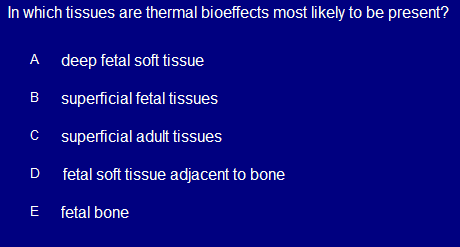 In which tissues are thermal bioeffects most likely to be present?
A deep fetal soft tissue
B superficial fetal tissues
C superficial adult tissues
D fetal soft tissue adjacent to bone
E fetal bone